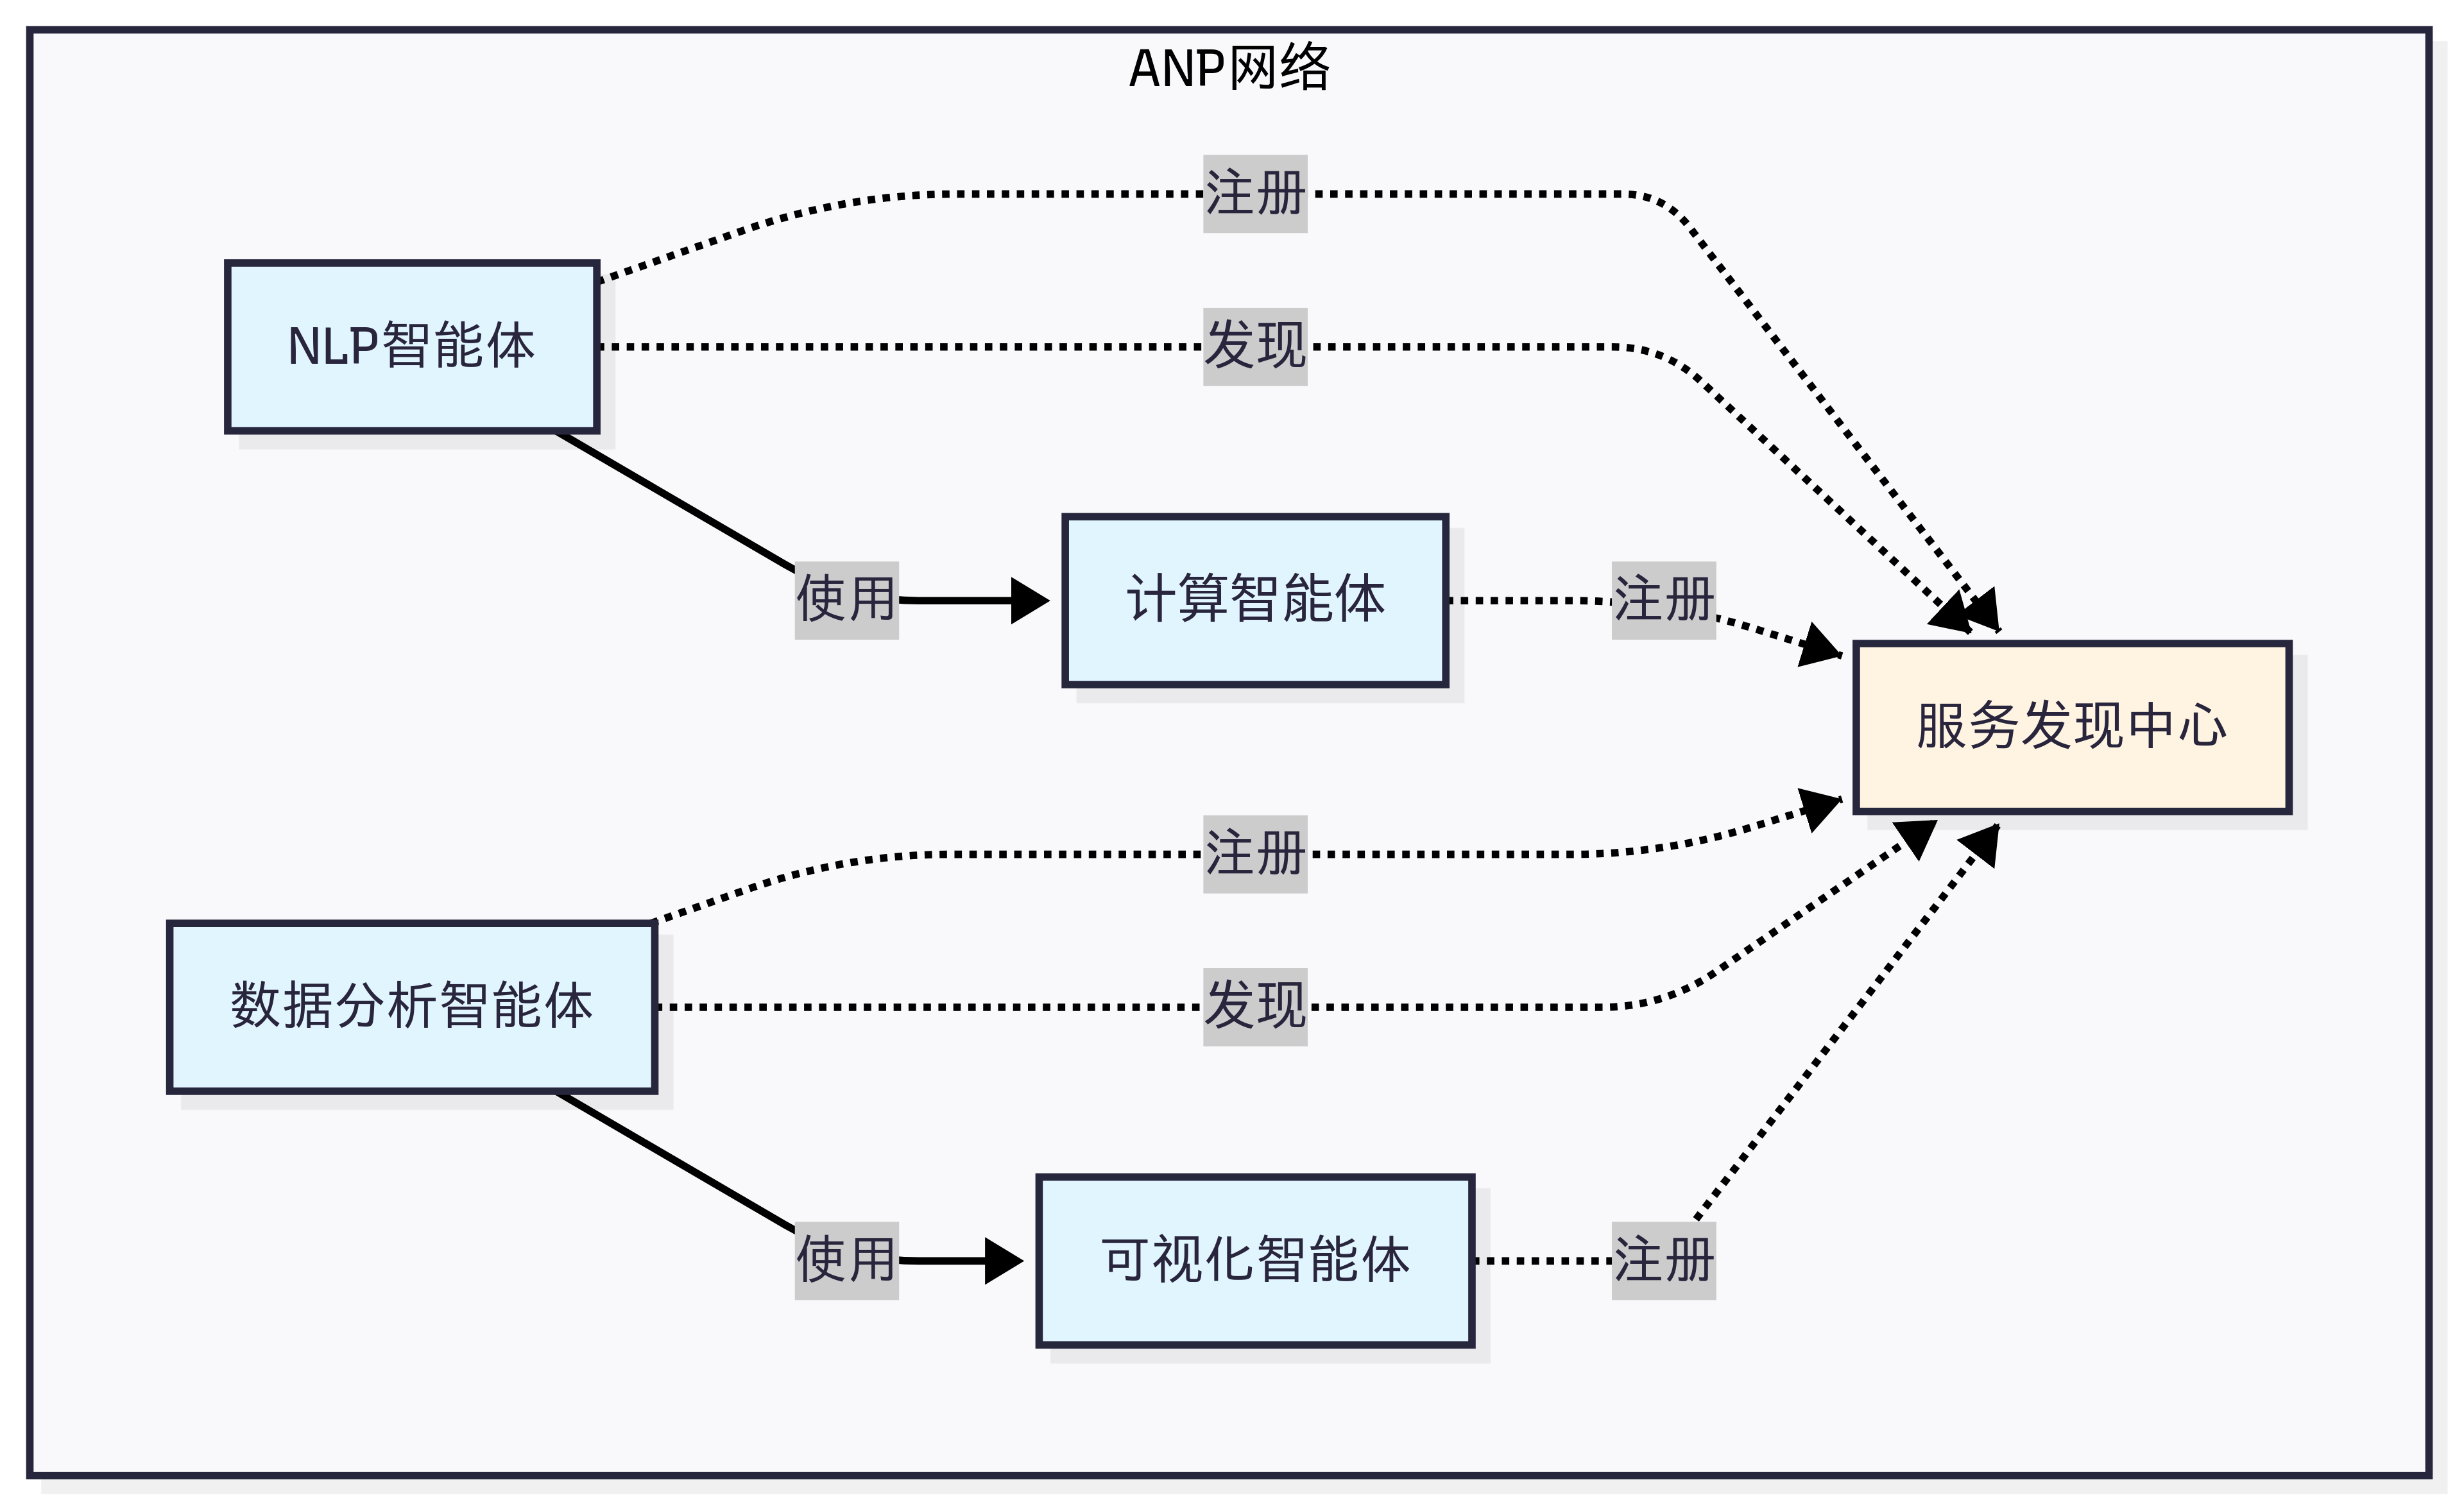 ANP网络
注册
NLP智能体
发现
使用
计算智能体
注册
服务发现中心
注册
数据分析智能体
发现
使用
可视化智能体
注册